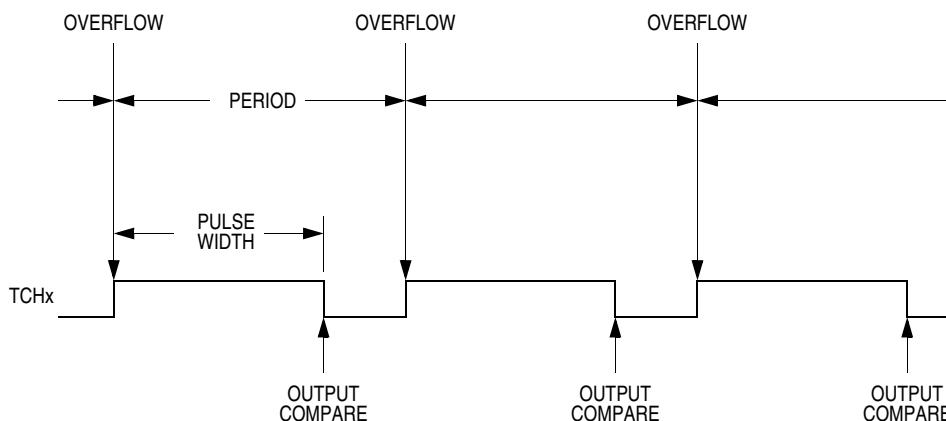 OVERFLOW
OVERFLOW
OVERFLOW
PERIOD
PULSE
WIDTH
TCHx
OUTPUT
COMPARE
OUTPUT
COMPARE
OUTPUT
COMPARE